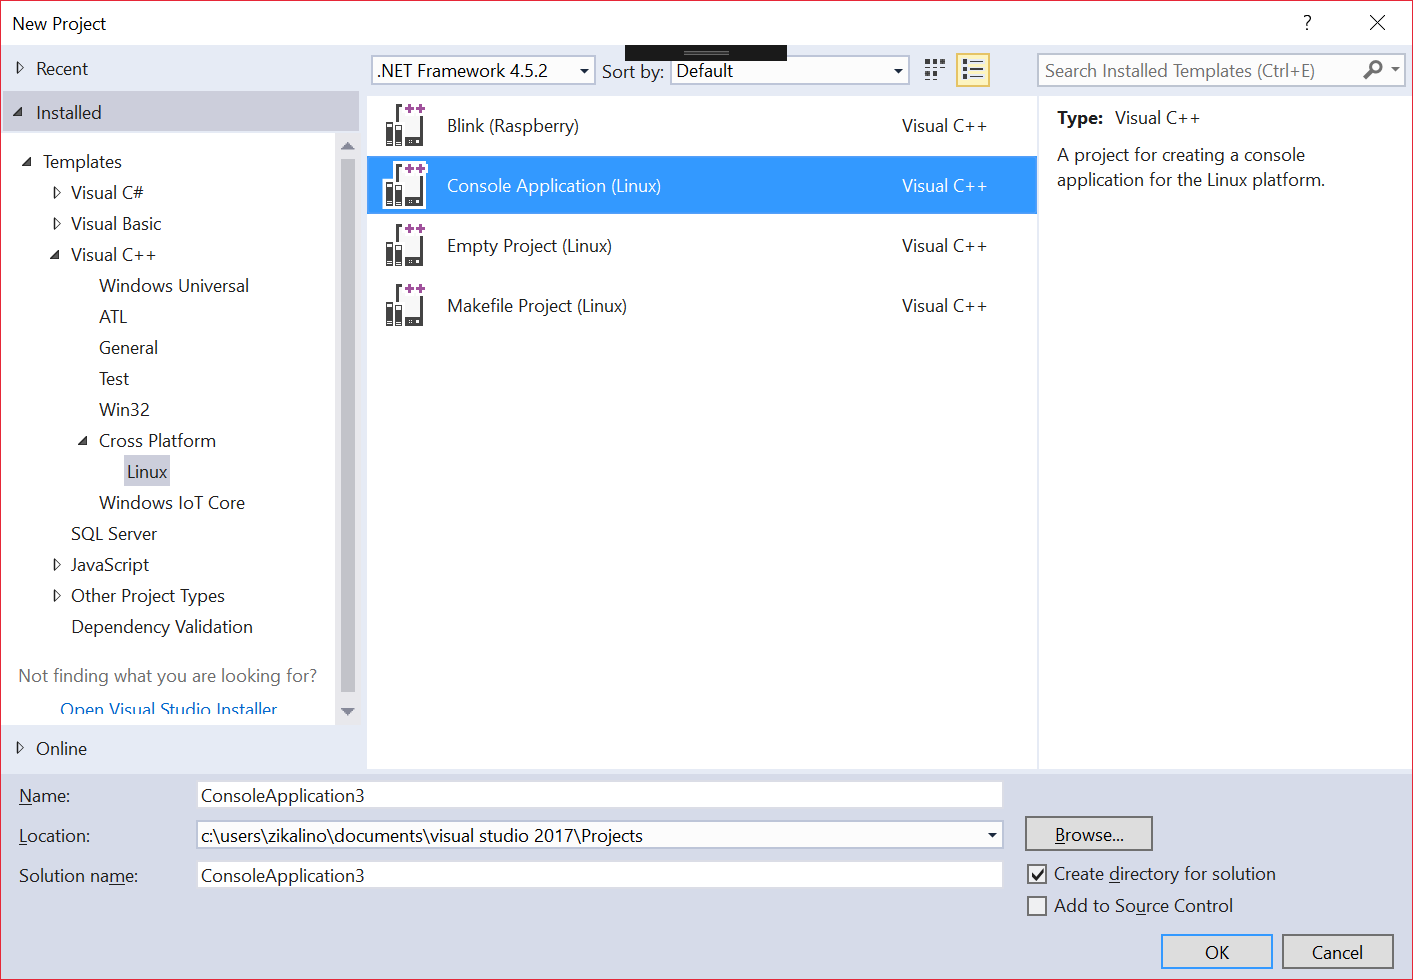 New Project
?
Recent
.NET Framework 4.5.2
Sort by:
Default
Search Installed Templates (Ctrl+E)
Installed
Templates
Visual C#
Visual Basic
Visual C++
Windows Universal
ATL
General
Test
Win32
Cross Platform
Linux
Windows IoT Core
SQL Server
JavaScript
Other Project Types
Dependency Validation
Not finding what you are looking for?
Open Visual Studio Installer
Online
Blink (Raspberry) Visual C++
Console Application (Linux) Visual C++
Empty Project (Linux) Visual C++
Makefile Project (Linux) Visual C++
Type: Visual C++
A project for creating a console
application for the Linux platform.
Name: ConsoleApplication3
Location: c:\users\zikalino\documents\visual studio 2017\Projects
Browse...
Solution name: ConsoleApplication3
Create directory for solution
Add to Source Control
OK
Cancel